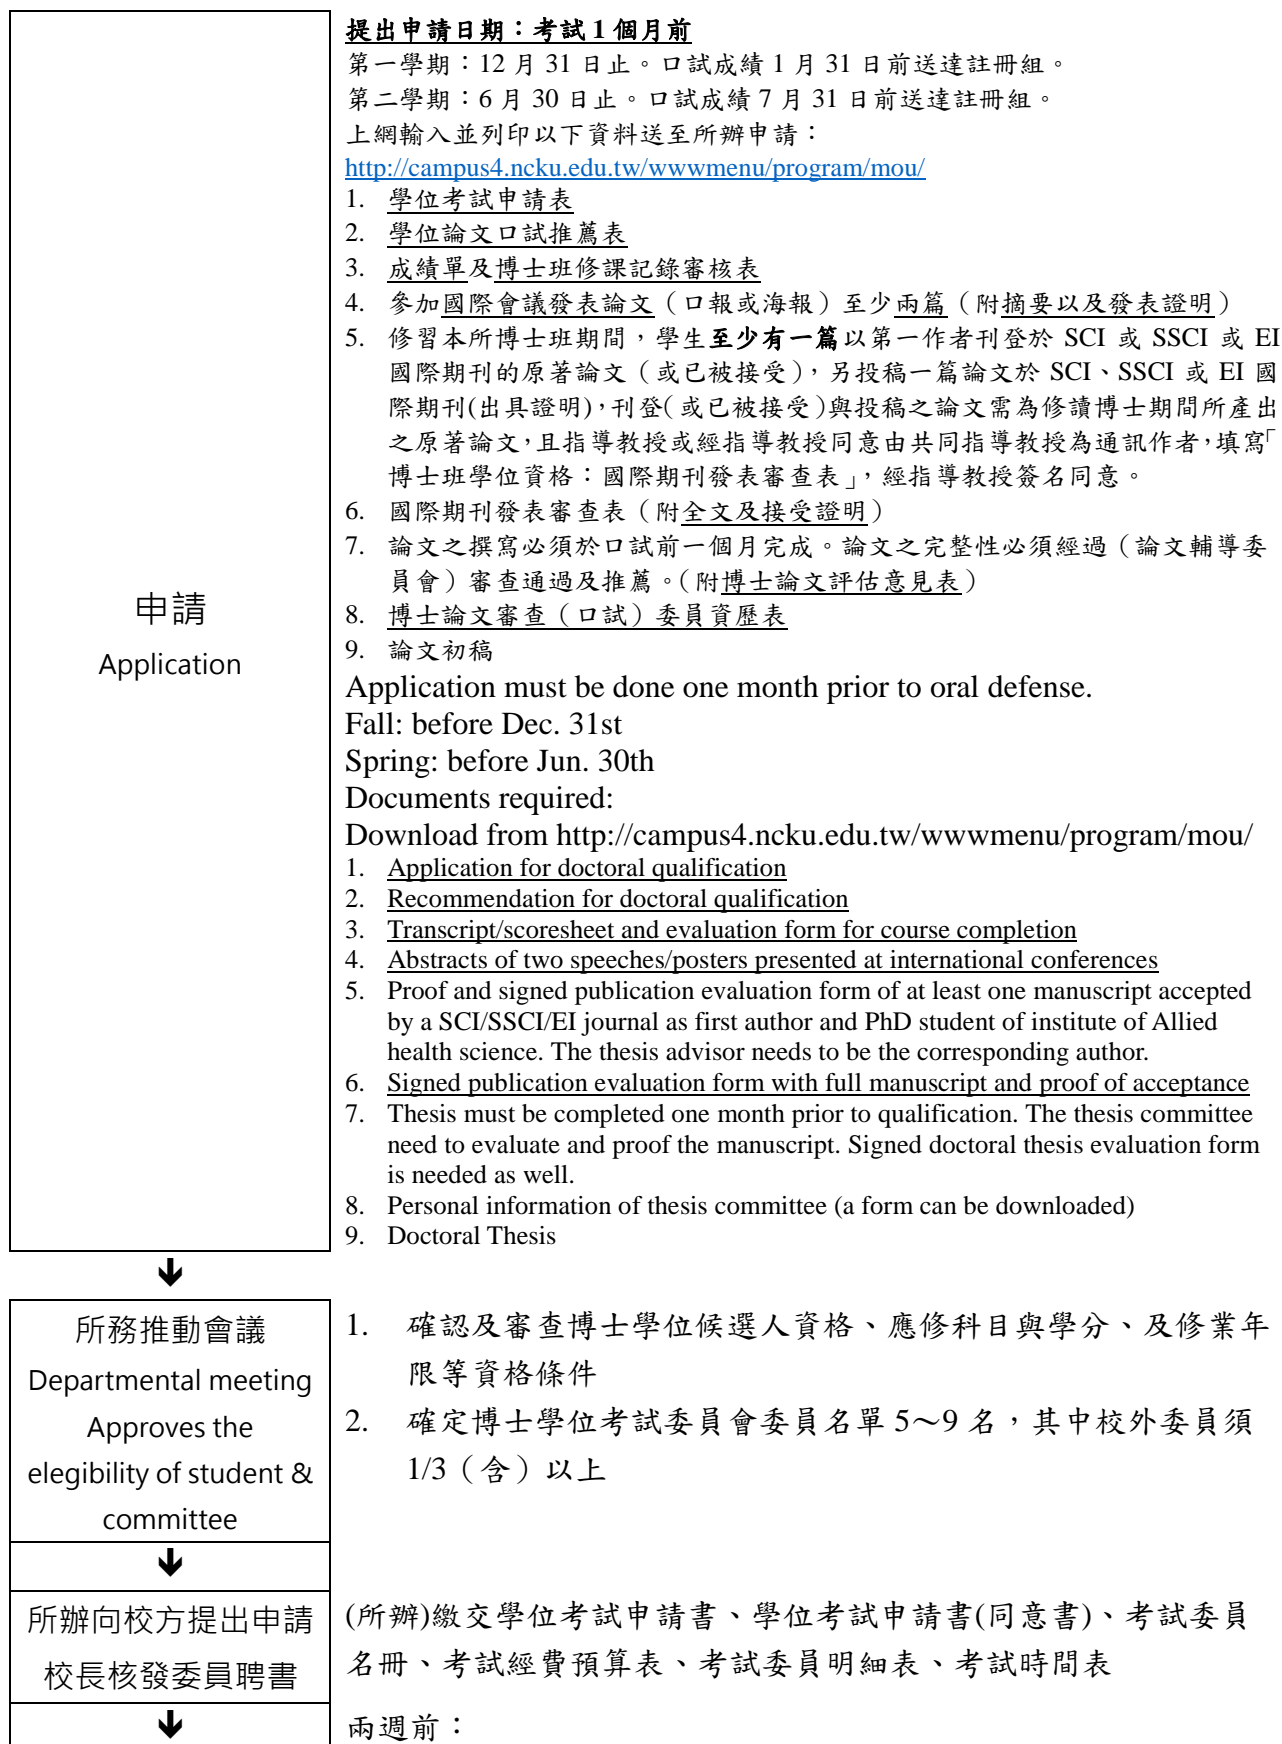 申請
Application
提出申請日期：考試 1 個月前
第一學期：12 月 31 日止。口試成績 1 月 31 日前送達註冊組。
第二學期：6 月 30 日止。口試成績 7 月 31 日前送達註冊組。
上網輸入並列印以下資料送至所辦申請：
http://campus4.ncku.edu.tw/wwwmenu/program/mou/
1. 學位考試申請表
2. 學位論文口試推薦表
3. 成績單及博士班修課記錄審核表
4. 參加國際會議發表論文（口報或海報）至少兩篇（附摘要以及發表證明）
5. 修習本所博士班期間，學生至少有一篇以第一作者刊登於 SCI 或 SSCI 或 EI
國際期刊的原著論文（或已被接受），另投稿一篇論文於 SCI、SSCI 或 EI 國
際期刊(出具證明)，刊登(或已被接受)與投稿之論文需為修讀博士期間所產出
之原著論文，且指導教授或經指導教授同意由共同指導教授為通訊作者，填寫「
博士班學位資格：國際期刊發表審查表」，經指導教授簽名同意。
6. 國際期刊發表審查表（附全文及接受證明）
7. 論文之撰寫必須於口試前一個月完成。論文之完整性必須經過（論文輔導委
員會）審查通過及推薦。（附博士論文評估意見表）
8. 博士論文審查（口試）委員資歷表
9. 論文初稿
Application must be done one month prior to oral defense.
Fall: before Dec. 31st
Spring: before Jun. 30th
Documents required:
Download from http://campus4.ncku.edu.tw/wwwmenu/program/mou/
1. Application for doctoral qualification
2. Recommendation for doctoral qualification
3. Transcript/scoresheet and evaluation form for course completion
4. Abstracts of two speeches/posters presented at international conferences
5. Proof and signed publication evaluation form of at least one manuscript accepted
by a SCI/SSCI/EI journal as first author and PhD student of institute of Allied
health science. The thesis advisor needs to be the corresponding author.
6. Signed publication evaluation form with full manuscript and proof of acceptance
7. Thesis must be completed one month prior to qualification. The thesis committee
need to evaluate and proof the manuscript. Signed doctoral thesis evaluation form
is needed as well.
8. Personal information of thesis committee (a form can be downloaded)
9. Doctoral Thesis
🡻
所務推動會議
Departmental meeting
Approves the
elegibility of student &
committee
1. 確認及審查博士學位候選人資格、應修科目與學分、及修業年
限等資格條件
2. 確定博士學位考試委員會委員名單 5～9 名，其中校外委員須
1/3（含）以上
🡻
所辦向校方提出申請
校長核發委員聘書
(所辦)繳交學位考試申請書、學位考試申請書(同意書)、考試委員
名冊、考試經費預算表、考試委員明細表、考試時間表
🡻
兩週前：